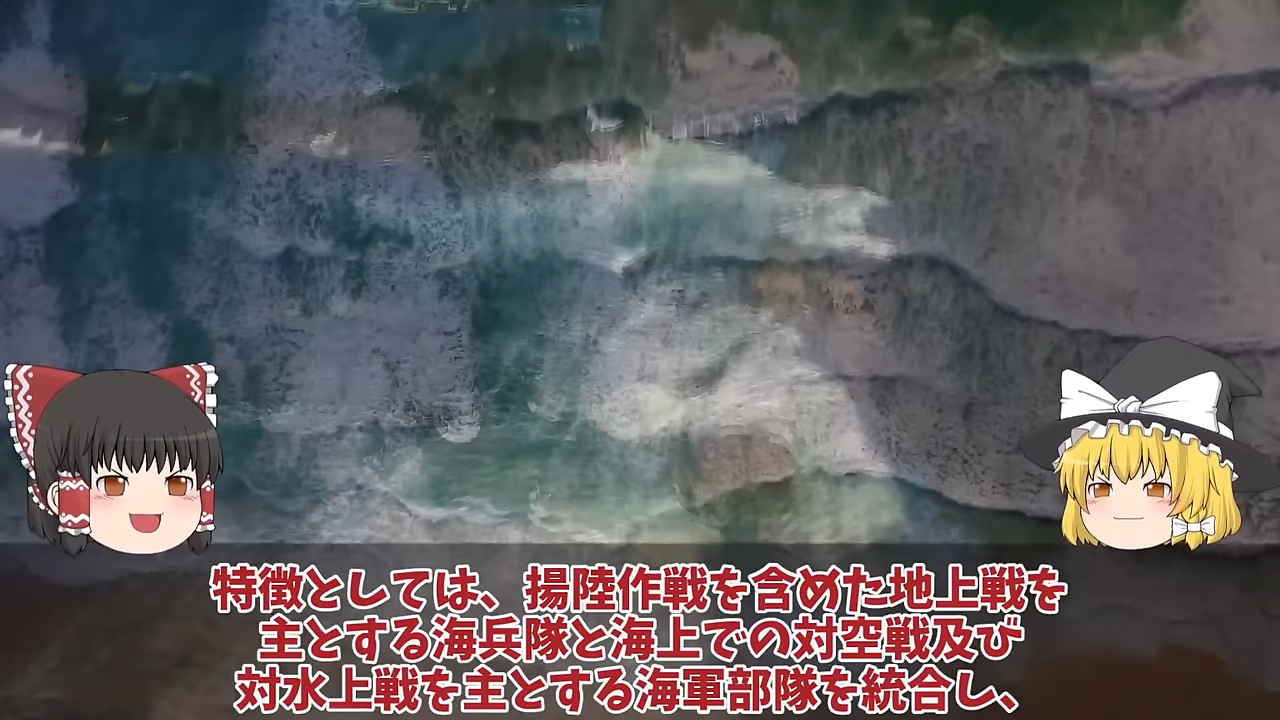 特徴としては、揚陸作戦を含めた地上戦を
主とする海兵隊と海上での対空戦及び
対水上戦を主とする海軍部隊を統合し、